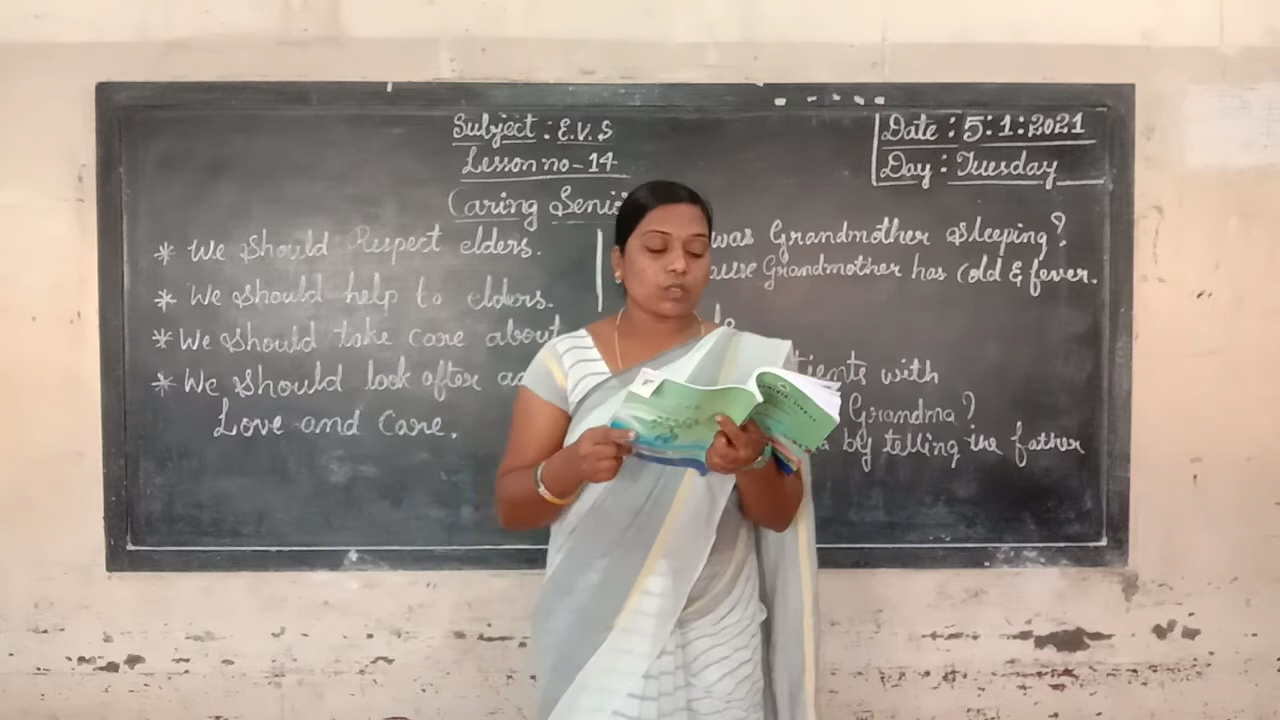 Subject : E.V.S
Lesson no - 14
Caring
Date : 5:1:2021
Day : Tuesday
* We Should Respect elders.
* We Should help to elders.
* We Should take care about
* We Should look after
Love and Care.
was Grandmother Sleeping?
Grandmother has Cold & fever.
with
Grandma?
by telling the father